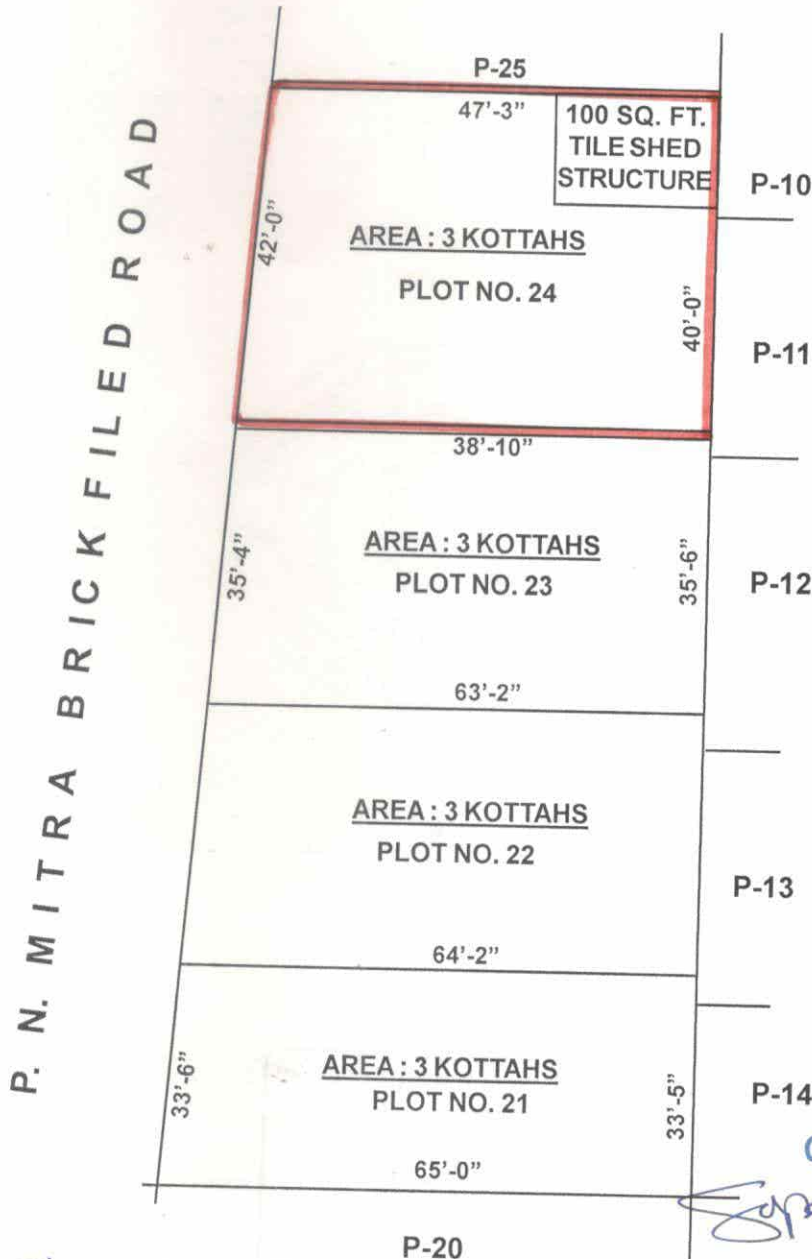 P-25
47'-3"
100 SQ. FT.
TILE SHED
STRUCTURE
P-10
42'-0"
AREA : 3 KOTTAHS
PLOT NO. 24
40'-0"
P-11
38'-10"
35'-4"
AREA : 3 KOTTAHS
PLOT NO. 23
35'-6"
P-12
63'-2"
AREA : 3 KOTTAHS
PLOT NO. 22
P-13
64'-2"
33'-6"
AREA : 3 KOTTAHS
PLOT NO. 21
33'-5"
P-14
65'-0"
P-20
P. N. MITRA BRICK FILED ROAD